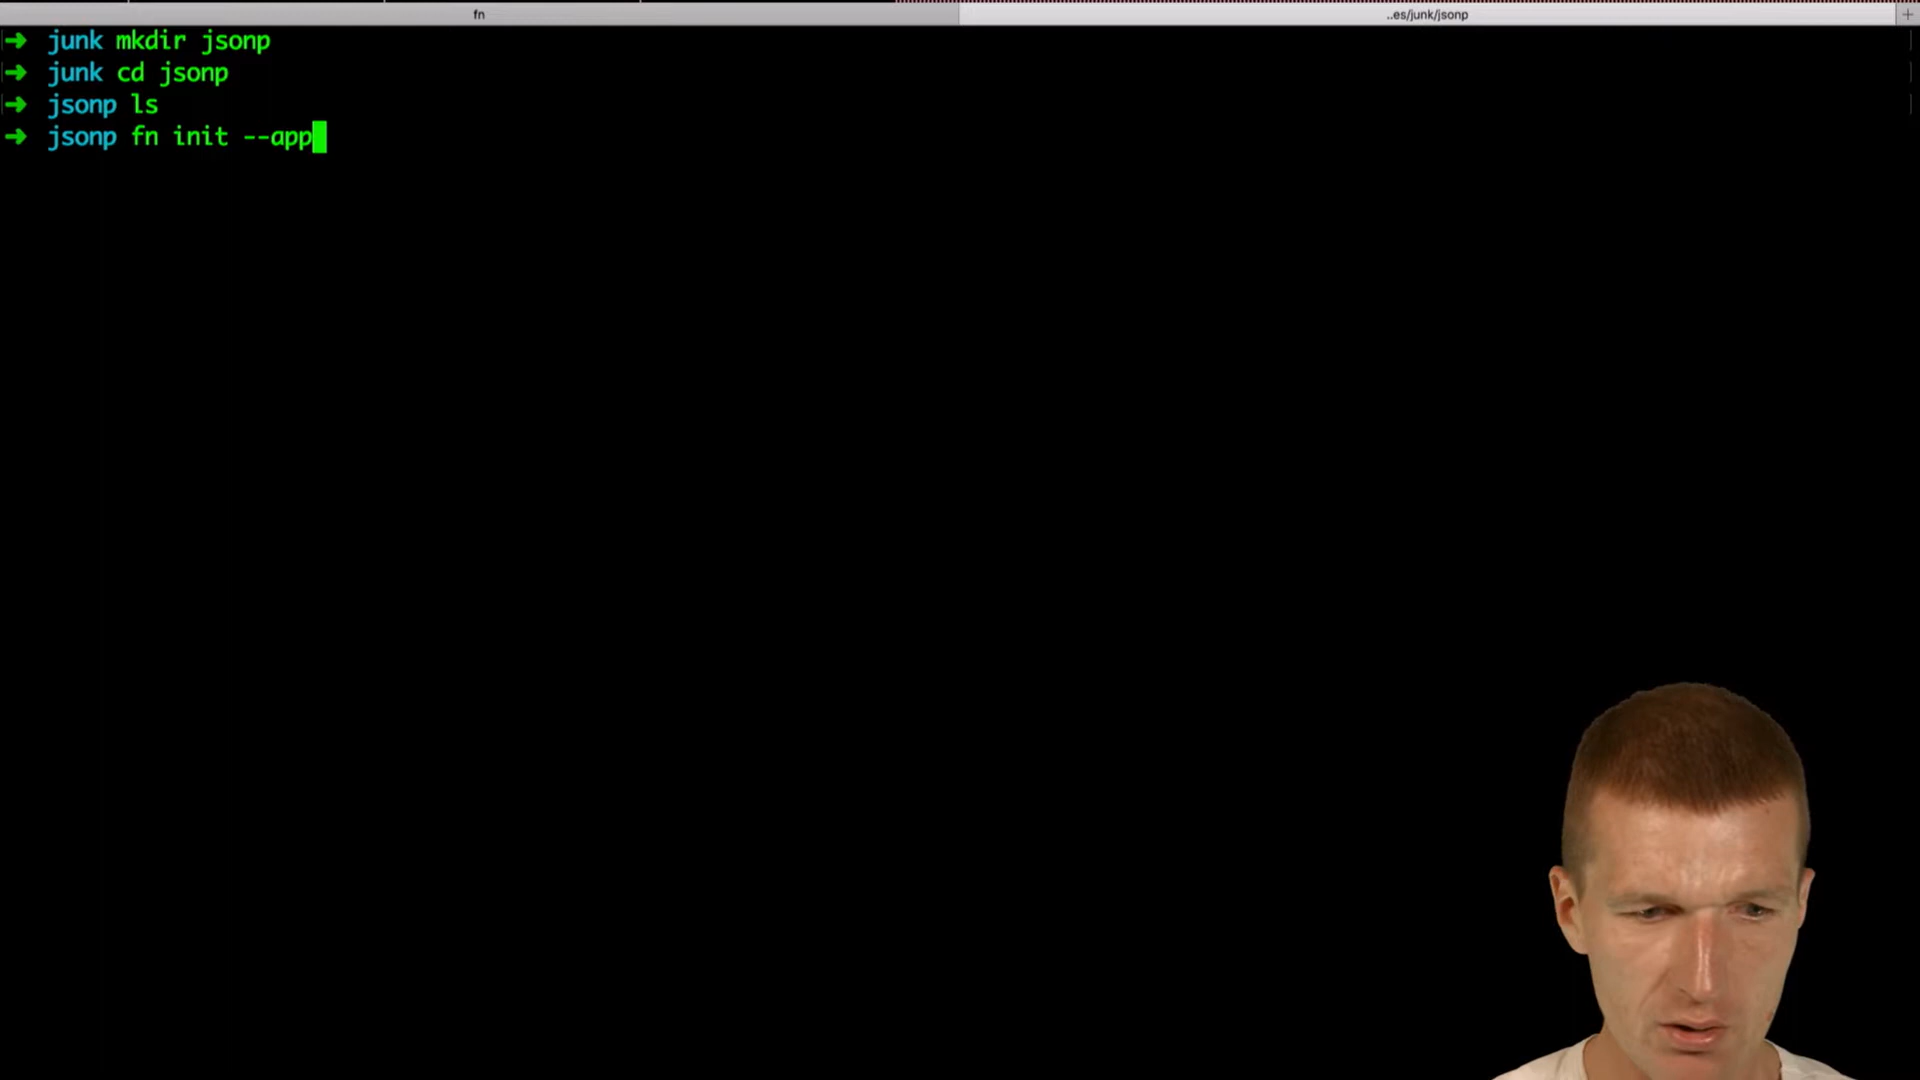 fn
..es/junk/jsonp
+
➜ junk mkdir jsonp
➜ junk cd jsonp
➜ jsonp ls
➜ jsonp fn init --app